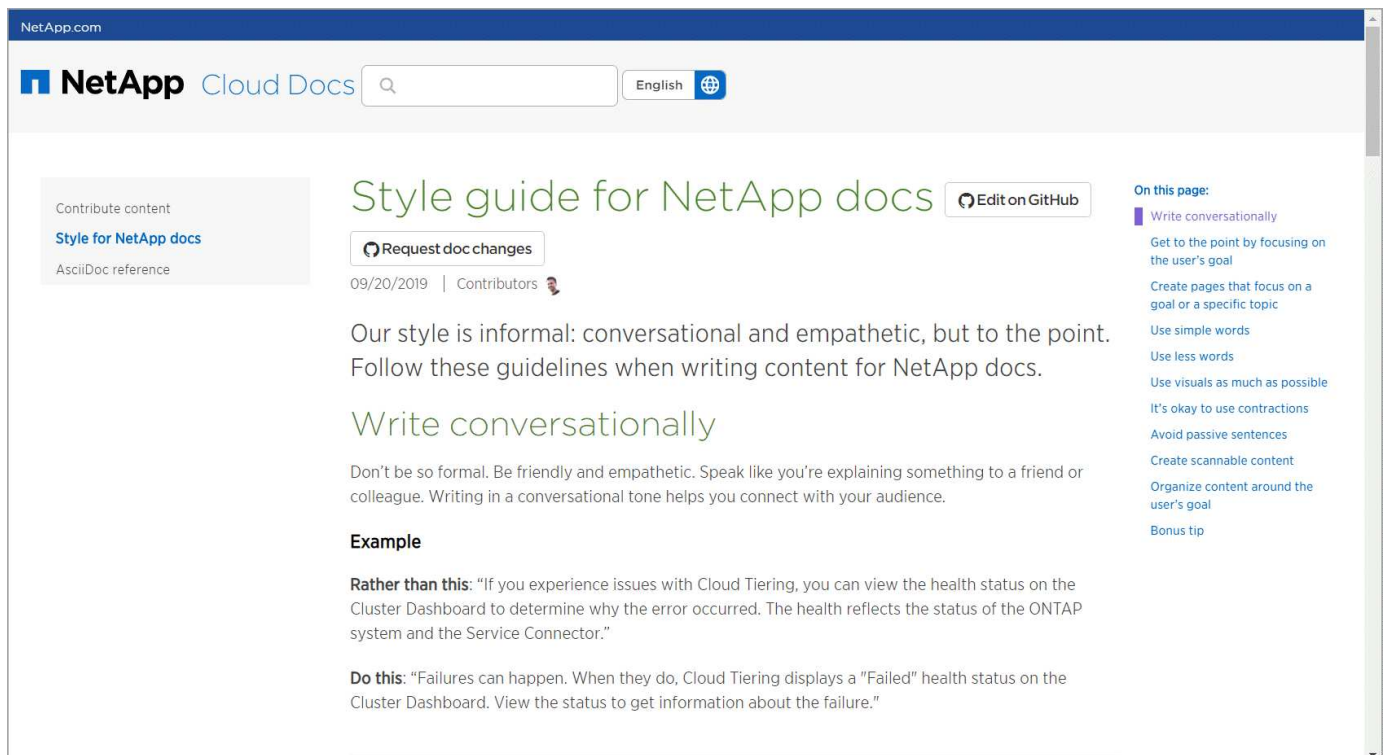 NetApp.com
NetApp Cloud Docs
English
Contribute content
Style for NetApp docs
AsciiDoc reference
Style guide for NetApp docs
Edit on GitHub
Request doc changes
09/20/2019 | Contributors
Our style is informal: conversational and empathetic, but to the point.
Follow these guidelines when writing content for NetApp docs.
Write conversationally
Don't be so formal. Be friendly and empathetic. Speak like you're explaining something to a friend or
colleague. Writing in a conversational tone helps you connect with your audience.
Example
Rather than this: “If you experience issues with Cloud Tiering, you can view the health status on the
Cluster Dashboard to determine why the error occurred. The health reflects the status of the ONTAP
system and the Service Connector.”
Do this: “Failures can happen. When they do, Cloud Tiering displays a "Failed" health status on the
Cluster Dashboard. View the status to get information about the failure."
On this page:
Write conversationally
Get to the point by focusing on
the user's goal
Create pages that focus on a
goal or a specific topic
Use simple words
Use less words
Use visuals as much as possible
It's okay to use contractions
Avoid passive sentences
Create scannable content
Organize content around the
user's goal
Bonus tip